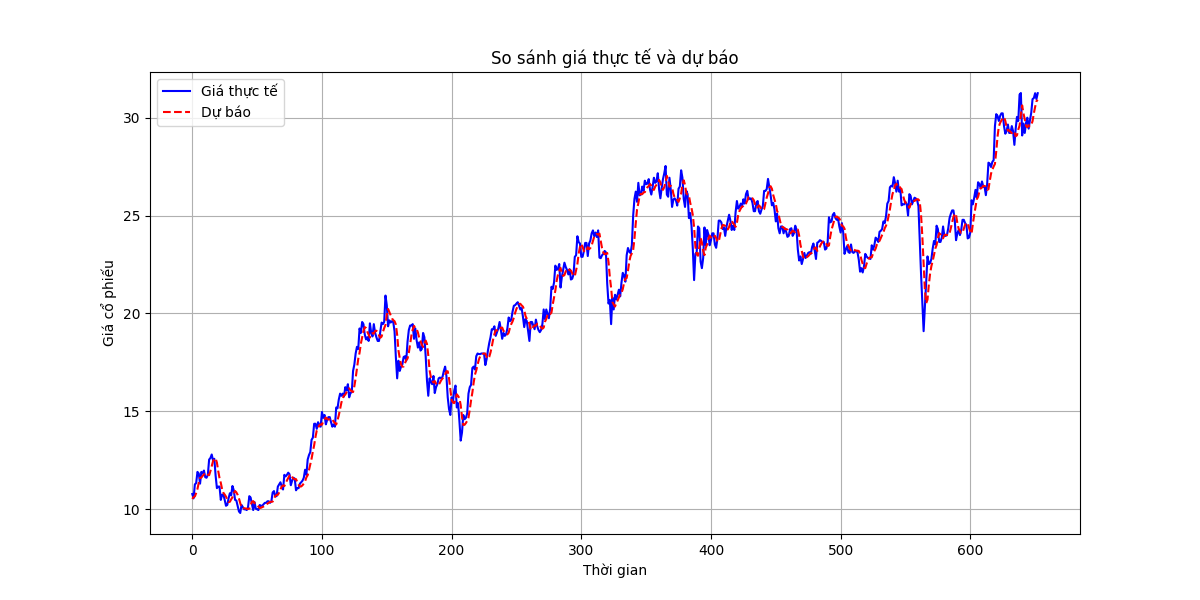 So sánh giá thực tế và dự báo
Giá thực tế
Dự báo
Giá cổ phiếu
30
25
20
15
10
0 100 200 300 400 500 600
Thời gian